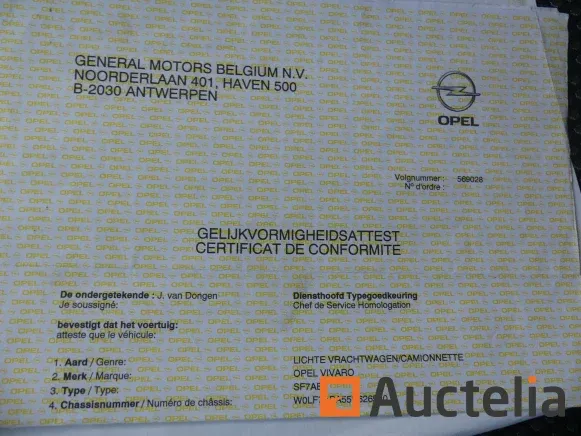 GENERAL MOTORS BELGIUM N.V.
NOORDERLAAN 401, HAVEN 500
B-2030 ANTWERPEN
OPEL
Volgnummer : 569028
N° d'ordre :
GELIJKVORMIGHEIDSATTEST
CERTIFICAT DE CONFORMITE
De ondergetekende : J. van Dongen Diensthoofd Typegoedkeuring
Je soussigné: Chef de Service Homologation
bevestigt dat het voertuig:
atteste que le véhicule:
1. Aard / Genre: LICHTE VRACHTWAGEN/CAMIONNETTE
2. Merk / Marque: OPEL VIVARO
3. Type / Type:
4. Chassisnummer / Numéro de châssis:
Auctelia